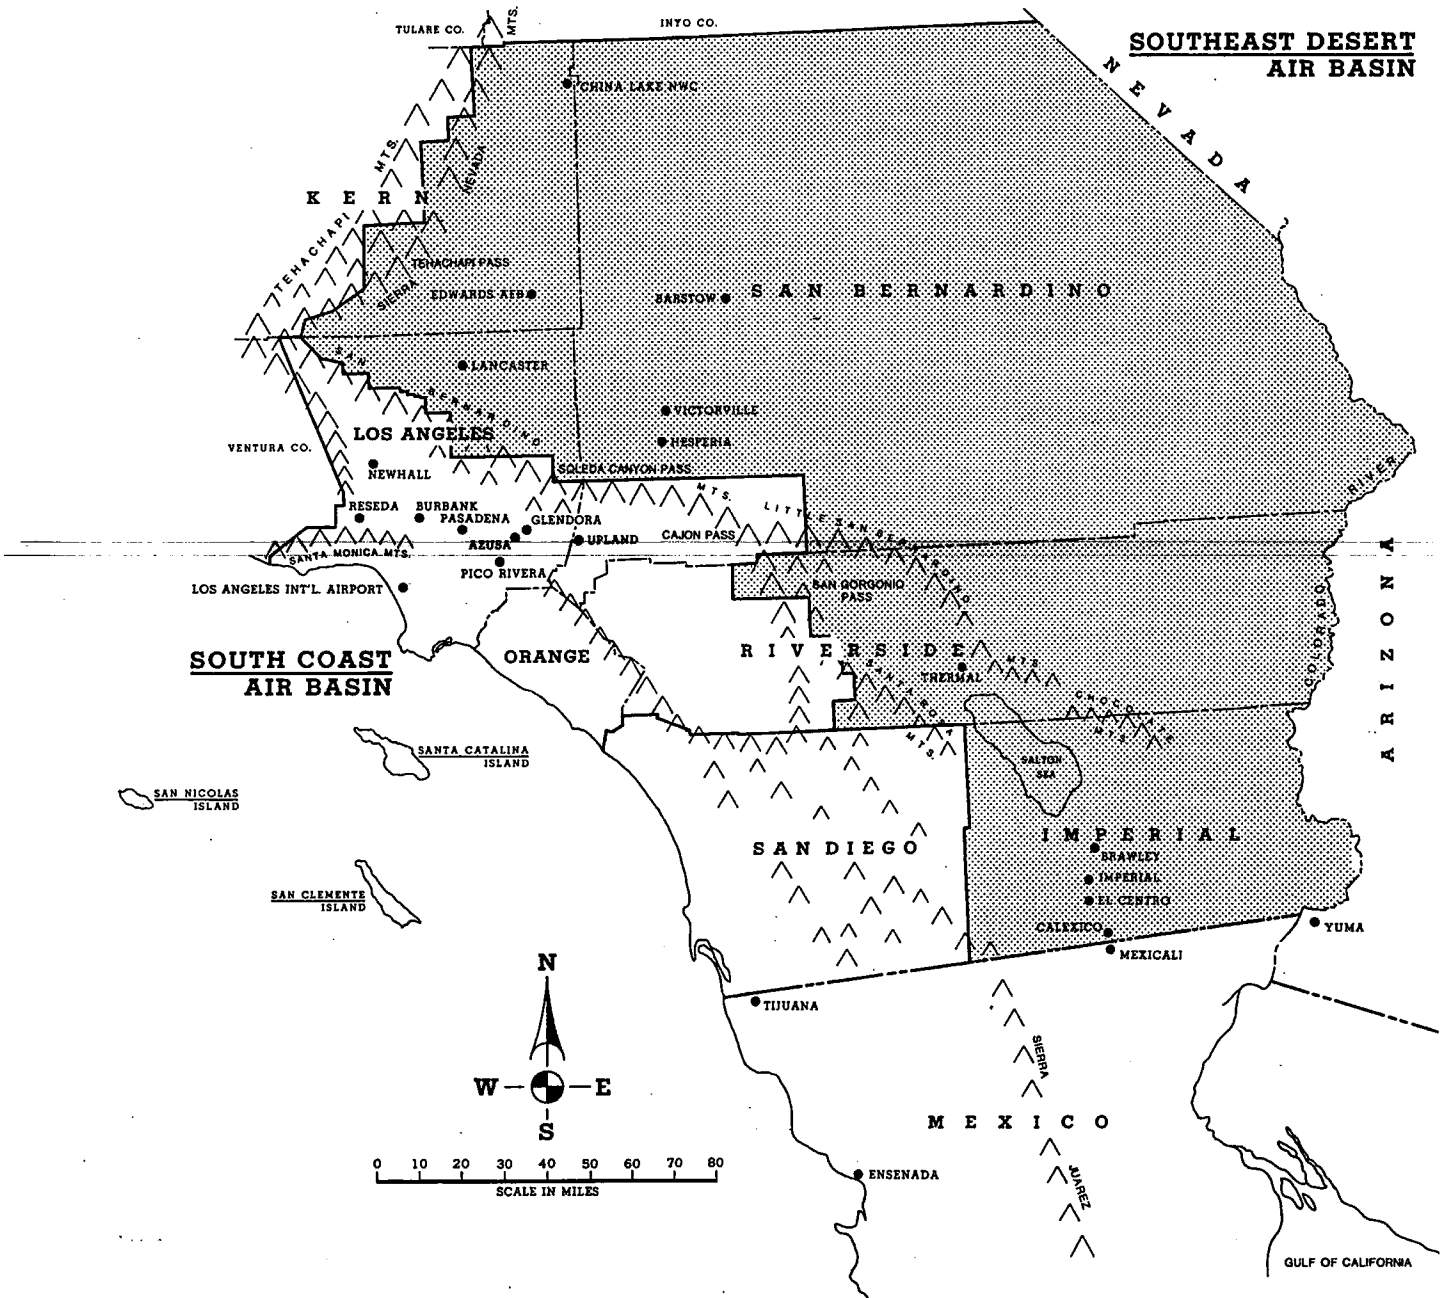 TULARE CO.
MTS.
INYO CO.
SOUTHEAST DESERT
AIR BASIN
NEVADA
CHINA LAKE NWC
MTS.
NEVADA
KERN
TEHACHAPI
TEHACHAPI PASS
SIERRA
EDWARDS AFB
BARSTOW
SAN BERNARDINO
SAN
BERNARDINO
LANCASTER
VICTORVILLE
HESPERIA
LOS ANGELES
VENTURA CO.
NEWHALL
SOLEDA CANYON PASS
MTS.
RIVER
RESEDA
BURBANK
PASADENA
GLENDORA
LITTLE SAN BERNARDINO
AZUSA
UPLAND
CAJON PASS
SANTA MONICA MTS.
PICO RIVERA
SAN GORGONIO
PASS
LOS ANGELES INT'L. AIRPORT
COLORADO
ARIZONA
SOUTH COAST
AIR BASIN
ORANGE
RIVERSIDE
MTS.
THERMAL
SANTA ROSA
MTS.
CHOCOLATE
MTS.
SANTA CATALINA
ISLAND
SALTON
SEA
SAN NICOLAS
ISLAND
SAN DIEGO
IMPERIAL
BRAWLEY
IMPERIAL
EL CENTRO
SAN CLEMENTE
ISLAND
CALEXICO
YUMA
MEXICALI
TIJUANA
N
W E
S
SIERRA
MEXICO
0 10 20 30 40 50 60 70 80
SCALE IN MILES
ENSENADA
JUAREZ
GULF OF CALIFORNIA